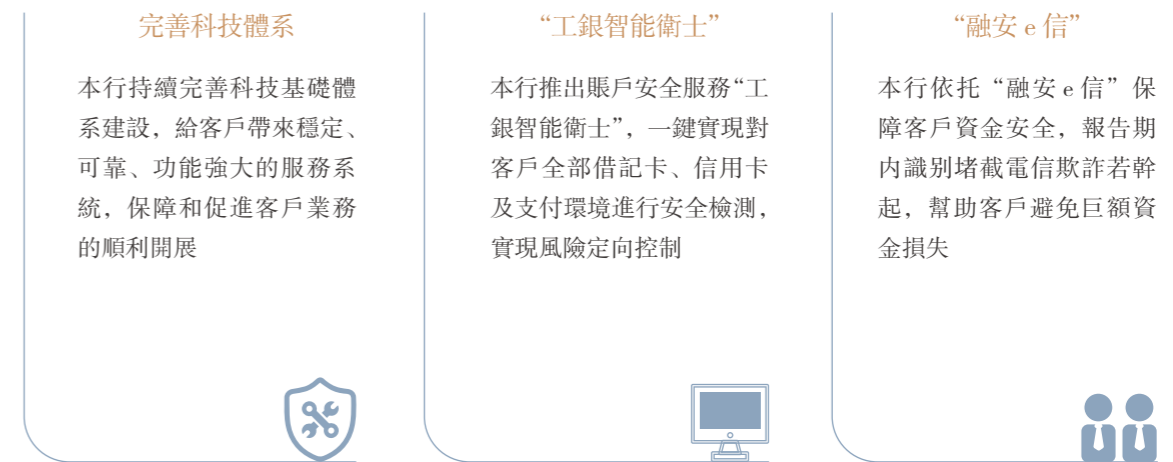 完善科技體系
本行持續完善科技基礎體
系建設，給客戶帶來穩定、
可靠、功能強大的服務系
統，保障和促進客戶業務
的順利開展
“工銀智能衛士”
本行推出賬戶安全服務“工
銀智能衛士”，一鍵實現對
客戶全部借記卡、信用卡
及支付環境進行安全檢測，
實現風險定向控制
“融安 e 信”
本行依托“融安 e 信”保
障客戶資金安全，報告期
内識别堵截電信欺詐若幹
起，幫助客戶避免巨額資
金損失